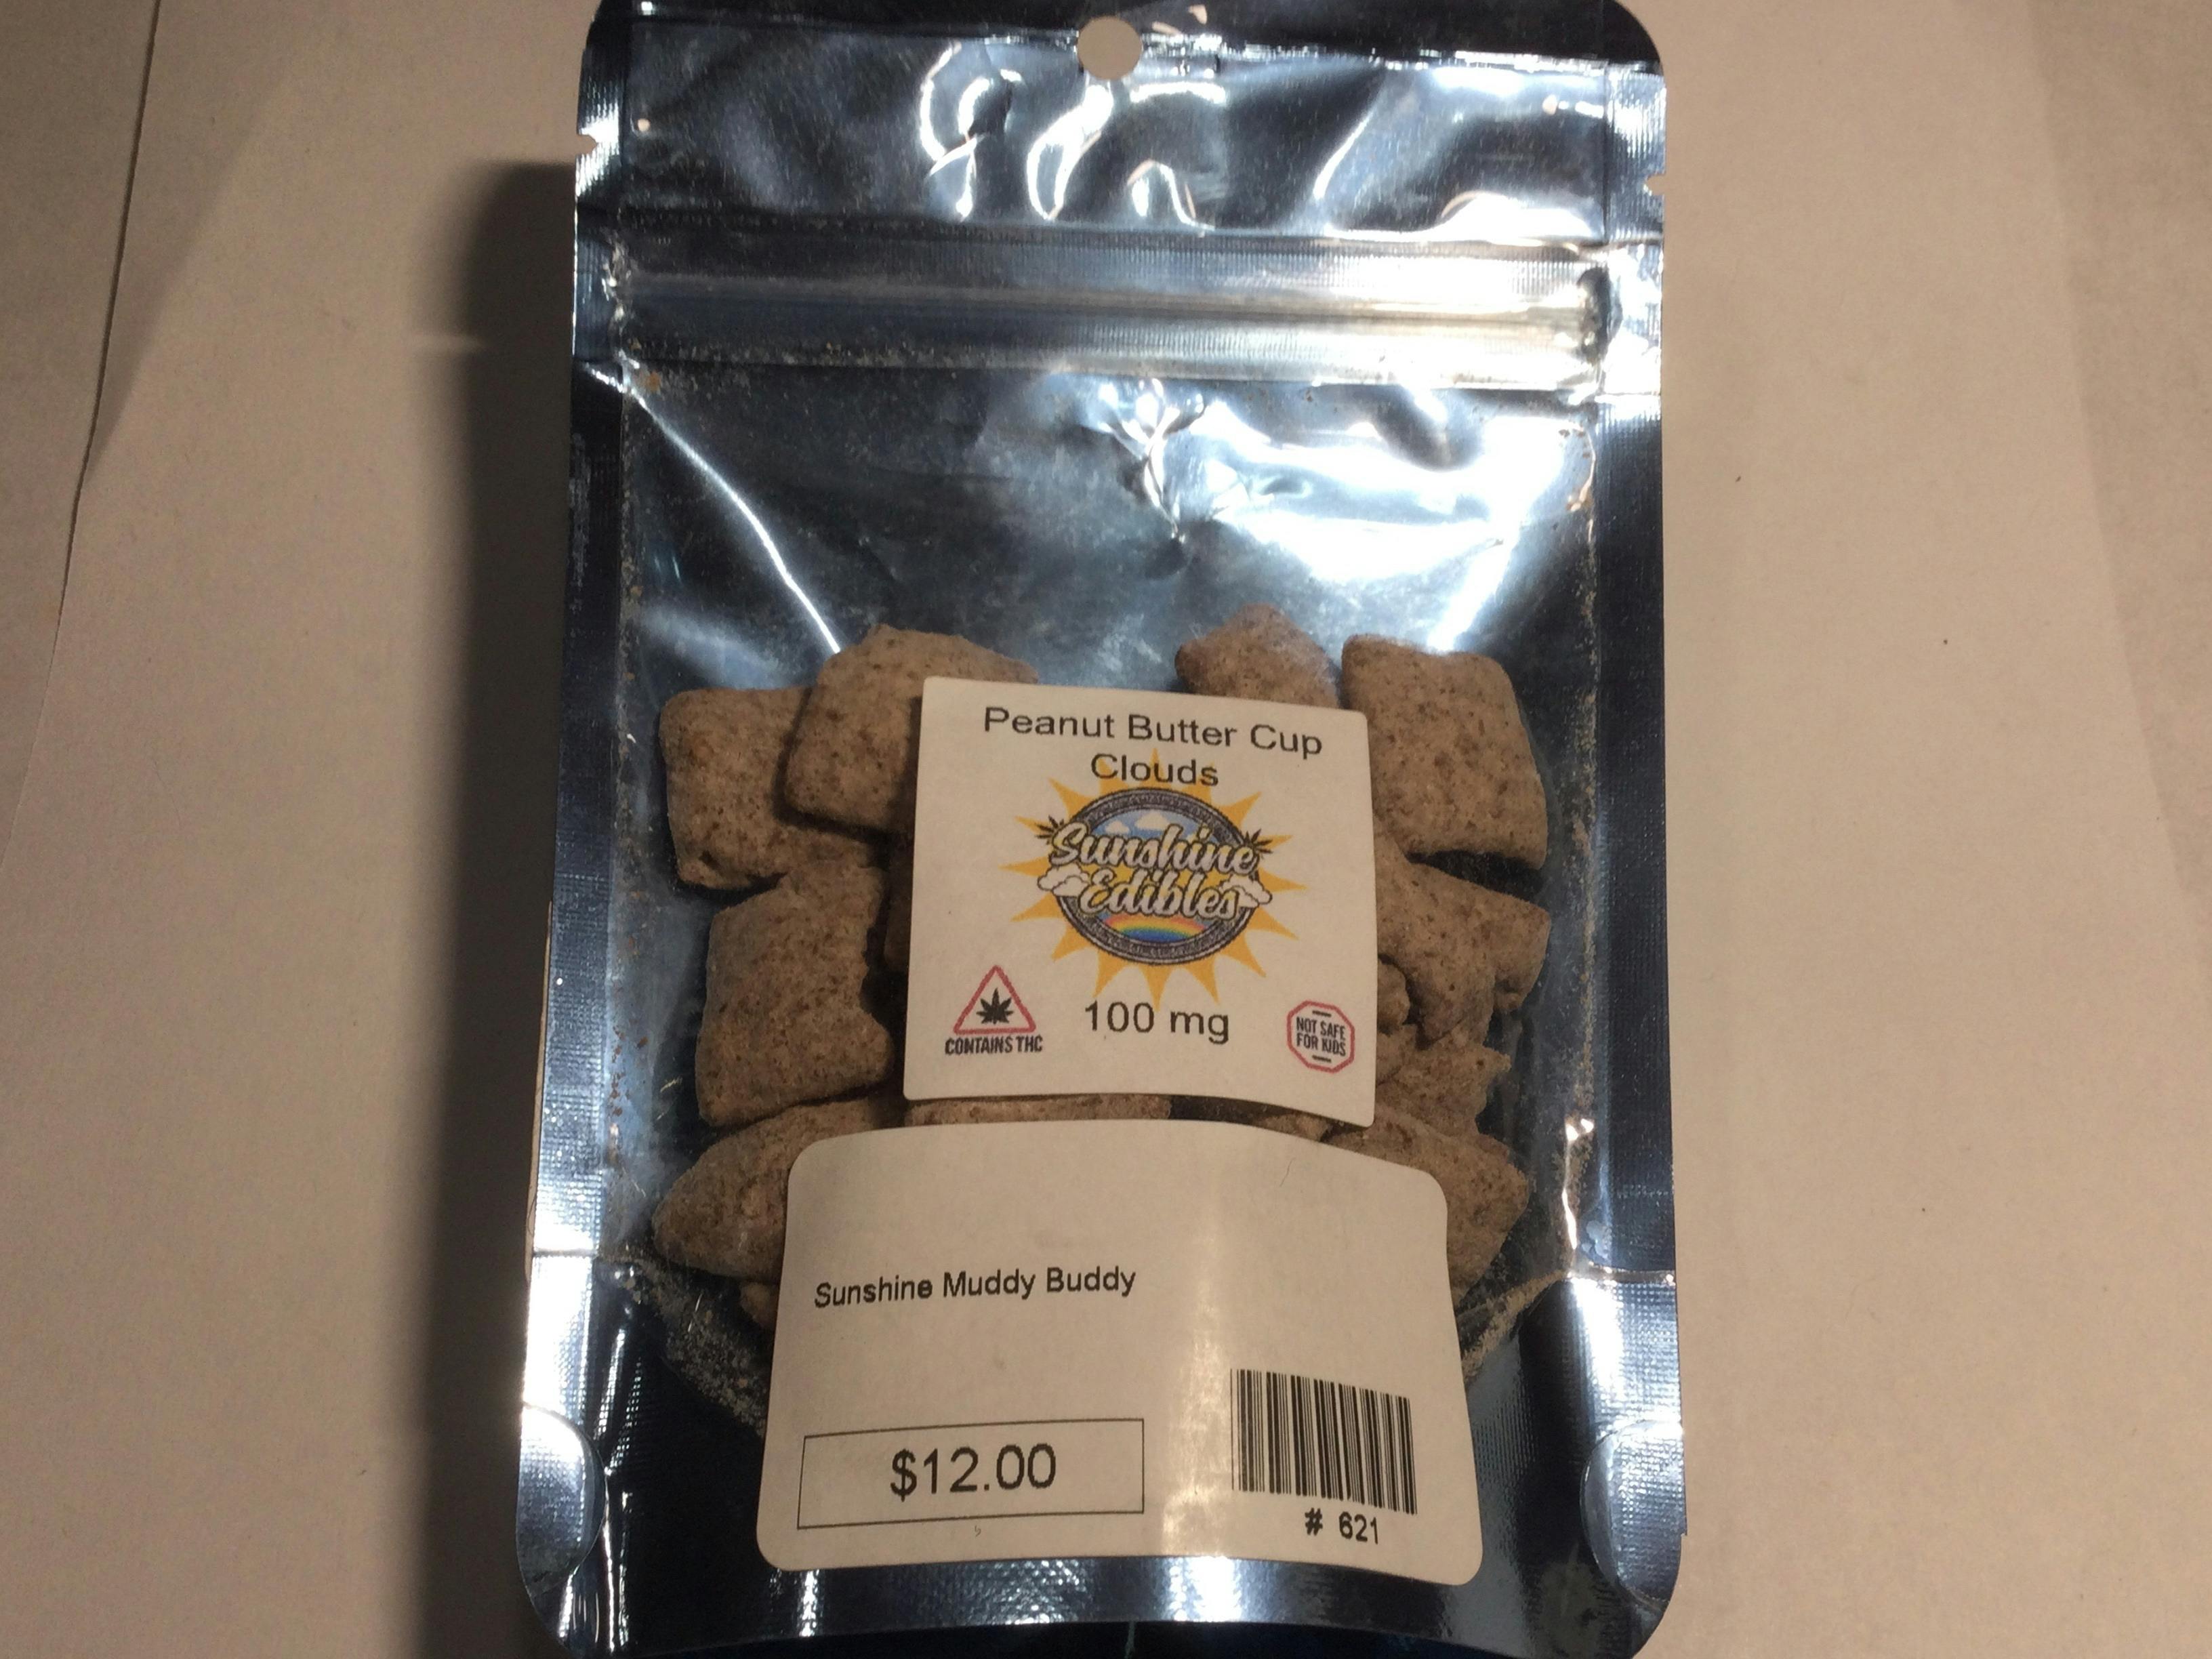 Peanut Butter Cup
Clouds
Sunshine
Edibles
100 mg
CONTAINS THC
NOT SAFE
FOR KIDS
Sunshine Muddy Buddy
$12.00
# 621